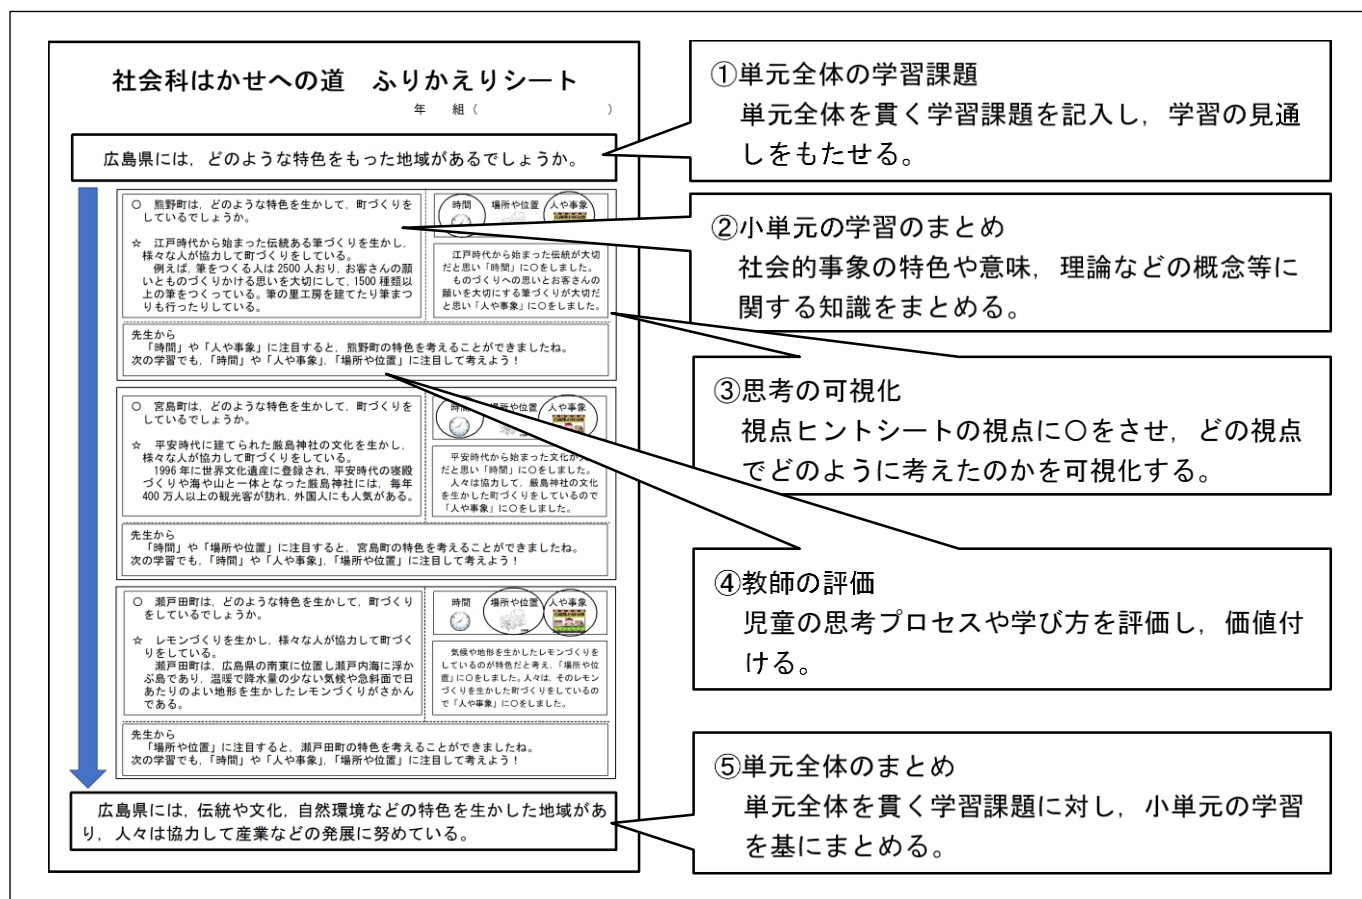 社会科はかせへの道　ふりかえりシート
年　　組（　　　　　　　　　　）
広島県には，どのような特色をもった地域があるでしょうか。
○　熊野町は，どのような特色を生かして，町づくりを
しているでしょうか。
☆　江戸時代から始まった伝統ある筆づくりを生かし，
様々な人が協力して町づくりをしている。
例えば，筆をつくる人は2500人おり，お客さんの願
いとものづくりかける思いを大切にして，1500種類以
上の筆をつくっている。筆の里工房を建てたり筆まつ
りも行ったりしている。
時間　場所や位置　人や事象
江戸時代から始まった伝統が大切
だと思い「時間」に○をしました。
ものづくりへの思いとお客さんの
願いを大切にする筆づくりが大切だ
と思い「人や事象」に○をしました。
先生から
「時間」や「人や事象」に注目すると，熊野町の特色を考えることができましたね。
次の学習でも，「時間」や「人や事象」，「場所や位置」に注目して考えよう！
○　宮島町は，どのような特色を生かして，町づくりを
しているでしょうか。
☆　平安時代に建てられた厳島神社の文化を生かし，
様々な人が協力して町づくりをしている。
1996年に世界文化遺産に登録され，平安時代の寝殿
づくりや海や山と一体となった厳島神社には，毎年
400万人以上の観光客が訪れ，外国人にも人気がある。
時間　場所や位置　人や事象
平安時代から始まった文化が大
だと思い「時間」に○をしました。
人々は協力して，厳島神社の文化
を生かした町づくりをしているので
「人や事象」に○をしました。
先生から
「時間」や「場所や位置」に注目すると，宮島町の特色を考えることができましたね。
次の学習でも，「時間」や「人や事象」，「場所や位置」に注目して考えよう！
○　瀬戸田町は，どのような特色を生かして，町づくり
をしているでしょうか。
☆　レモンづくりを生かし，様々な人が協力して町づく
りをしている。
瀬戸田町は，広島県の南東に位置し瀬戸内海に浮か
ぶ島であり，温暖で降水量の少ない気候や急斜面で日
あたりのよい地形を生かしたレモンづくりがさかん
である。
時間　場所や位置　人や事象
気候や地形を生かしたレモンづくりを
しているのが特色だと考え，「場所や位
置」に○をしました。人々は，そのレモン
づくりを生かした町づくりをしているの
で「人や事象」に○をしました。
先生から
「場所や位置」に注目すると，瀬戸田町の特色を考えることができましたね。
次の学習でも，「時間」や「人や事象」，「場所や位置」に注目して考えよう！
広島県には，伝統や文化，自然環境などの特色を生かした地域があ
り，人々は協力して産業などの発展に努めている。
①単元全体の学習課題
単元全体を貫く学習課題を記入し，学習の見通
しをもたせる。
②小単元の学習のまとめ
社会的事象の特色や意味，理論などの概念等に
関する知識をまとめる。
③思考の可視化
視点ヒントシートの視点に○をさせ，どの視点
でどのように考えたのかを可視化する。
④教師の評価
児童の思考プロセスや学び方を評価し，価値付
ける。
⑤単元全体のまとめ
単元全体を貫く学習課題に対し，小単元の学習
を基にまとめる。